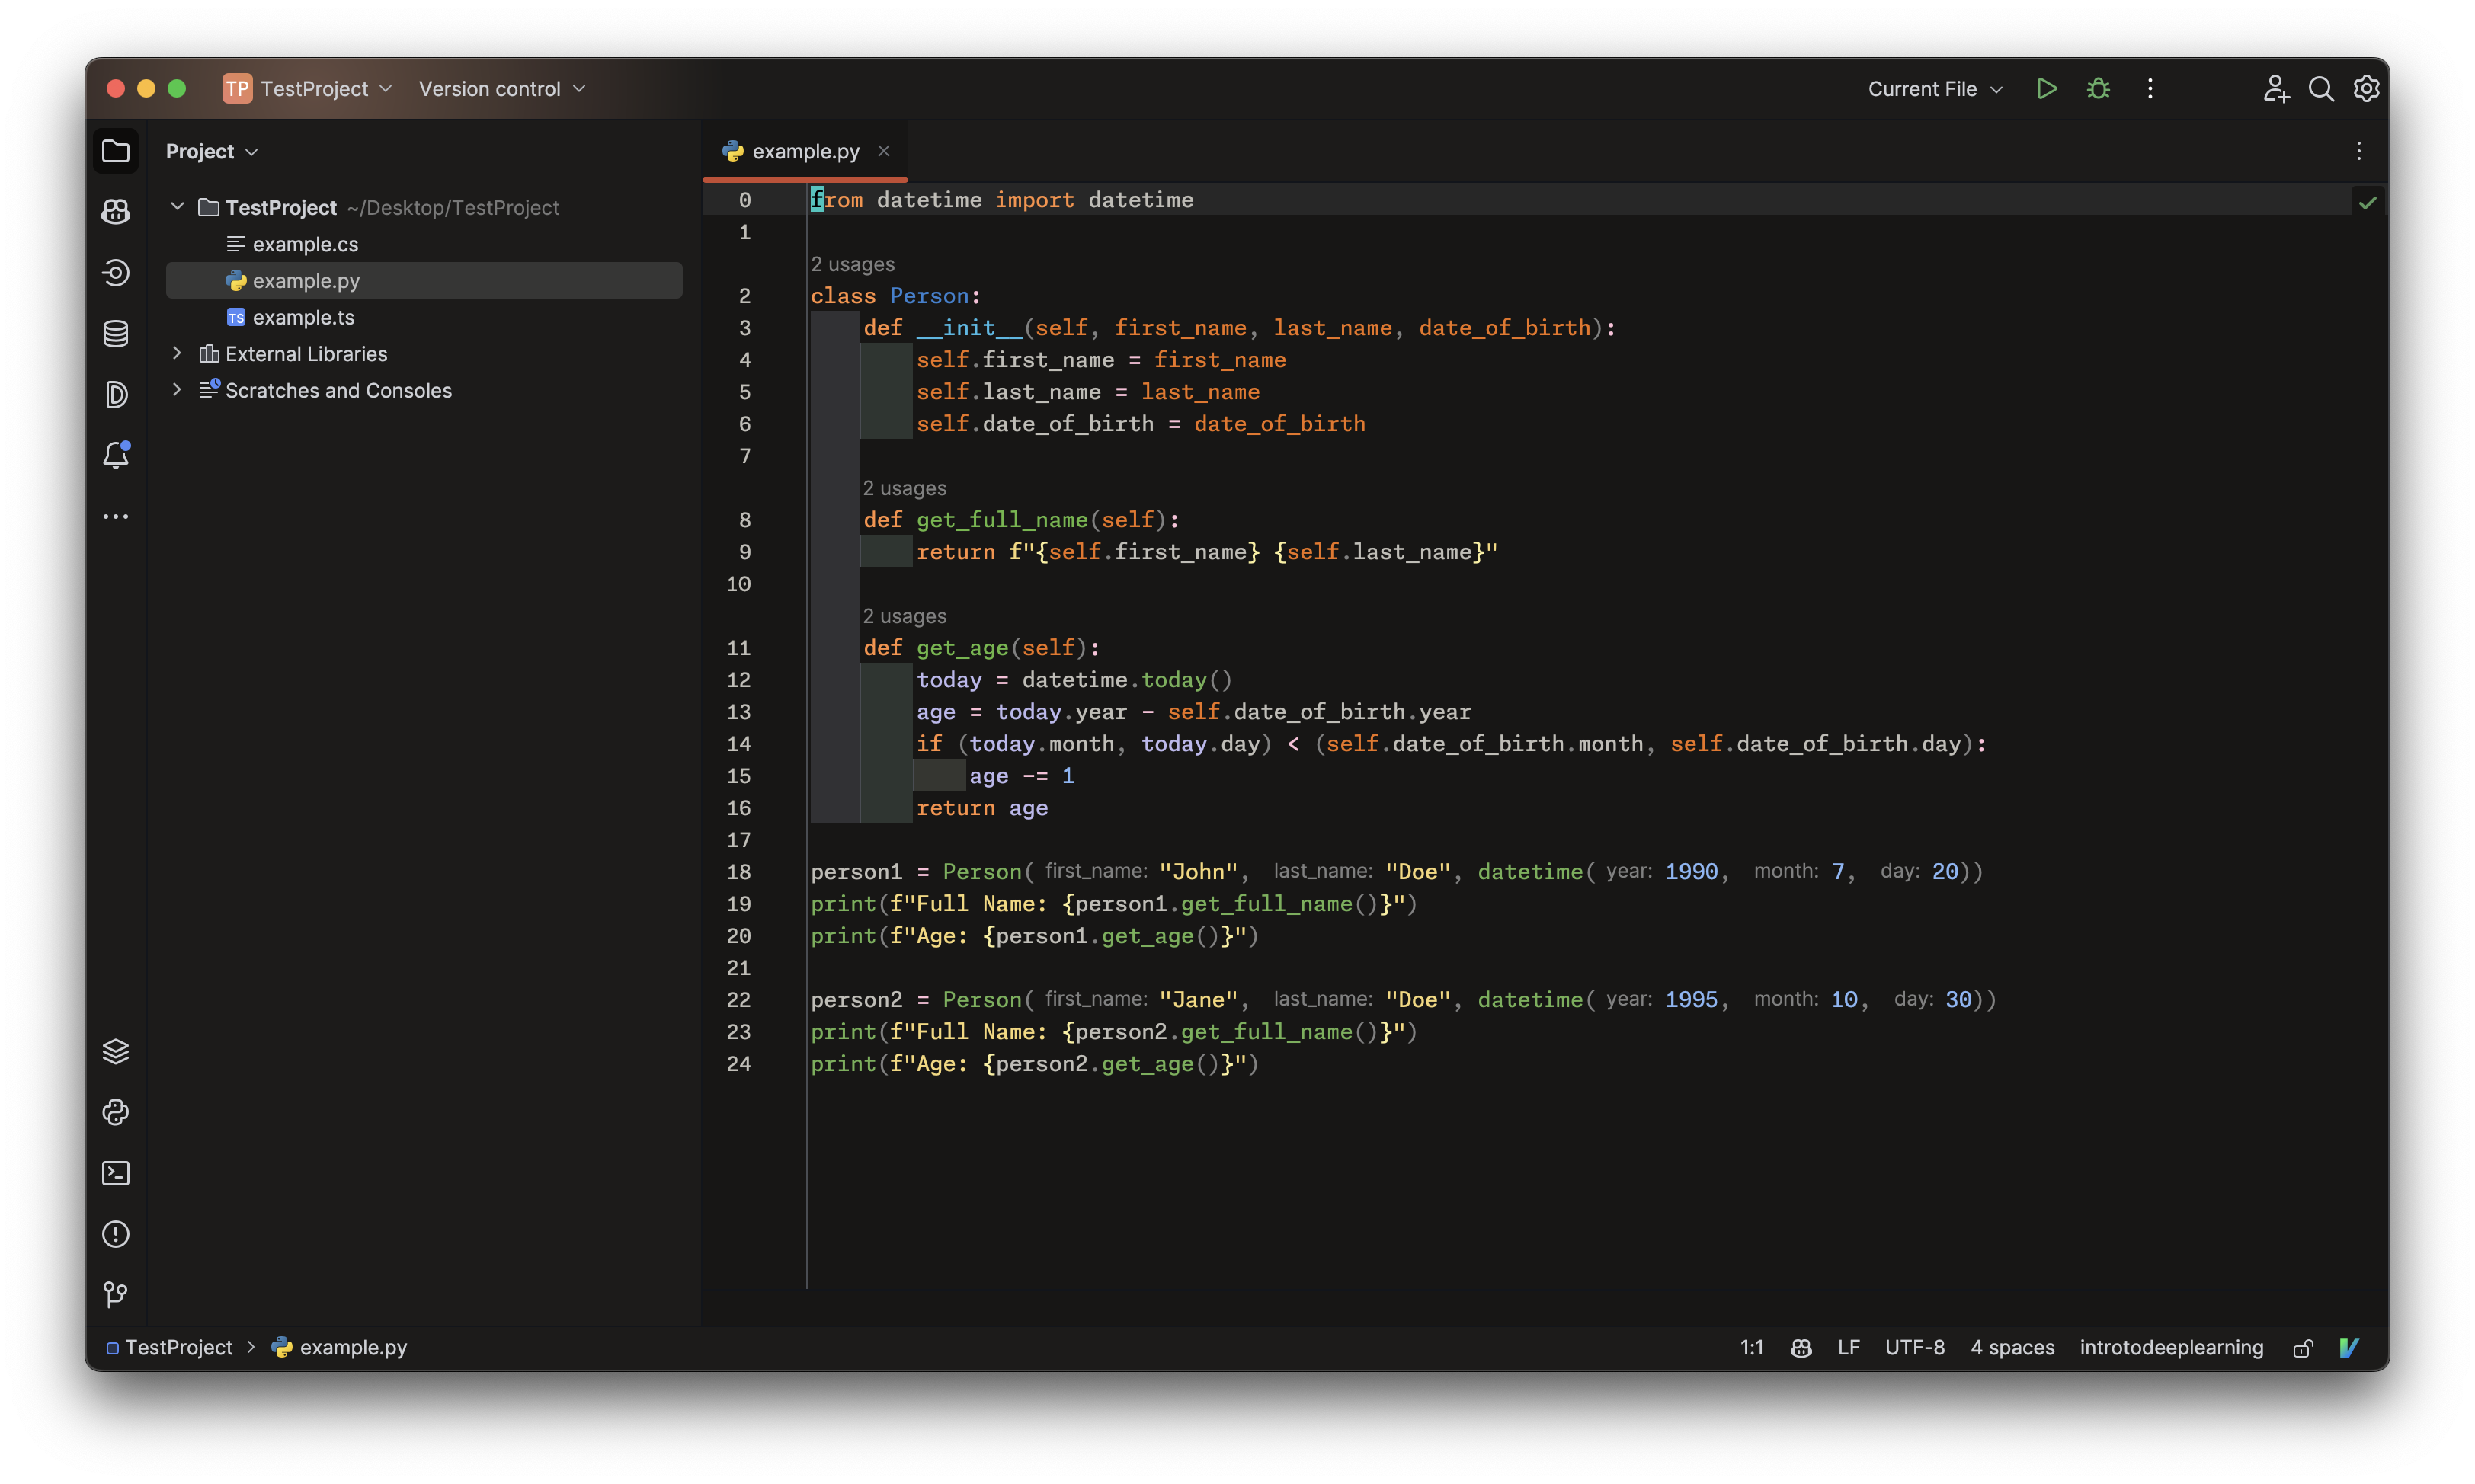 TP TestProject Version control Current File
Project
example.py
TestProject ~/Desktop/TestProject
example.cs
example.py
TS example.ts
External Libraries
Scratches and Consoles
0 from datetime import datetime
1
2 usages
2 class Person:
3     def __init__(self, first_name, last_name, date_of_birth):
4         self.first_name = first_name
5         self.last_name = last_name
6         self.date_of_birth = date_of_birth
7
2 usages
8     def get_full_name(self):
9         return f"{self.first_name} {self.last_name}"
10
2 usages
11     def get_age(self):
12         today = datetime.today()
13         age = today.year - self.date_of_birth.year
14         if (today.month, today.day) < (self.date_of_birth.month, self.date_of_birth.day):
15             age -= 1
16         return age
17
18 person1 = Person( first_name: "John", last_name: "Doe", datetime( year: 1990, month: 7, day: 20))
19 print(f"Full Name: {person1.get_full_name()}")
20 print(f"Age: {person1.get_age()}")
21
22 person2 = Person( first_name: "Jane", last_name: "Doe", datetime( year: 1995, month: 10, day: 30))
23 print(f"Full Name: {person2.get_full_name()}")
24 print(f"Age: {person2.get_age()}")
TestProject > example.py 1:1 LF UTF-8 4 spaces introtodeeplearning